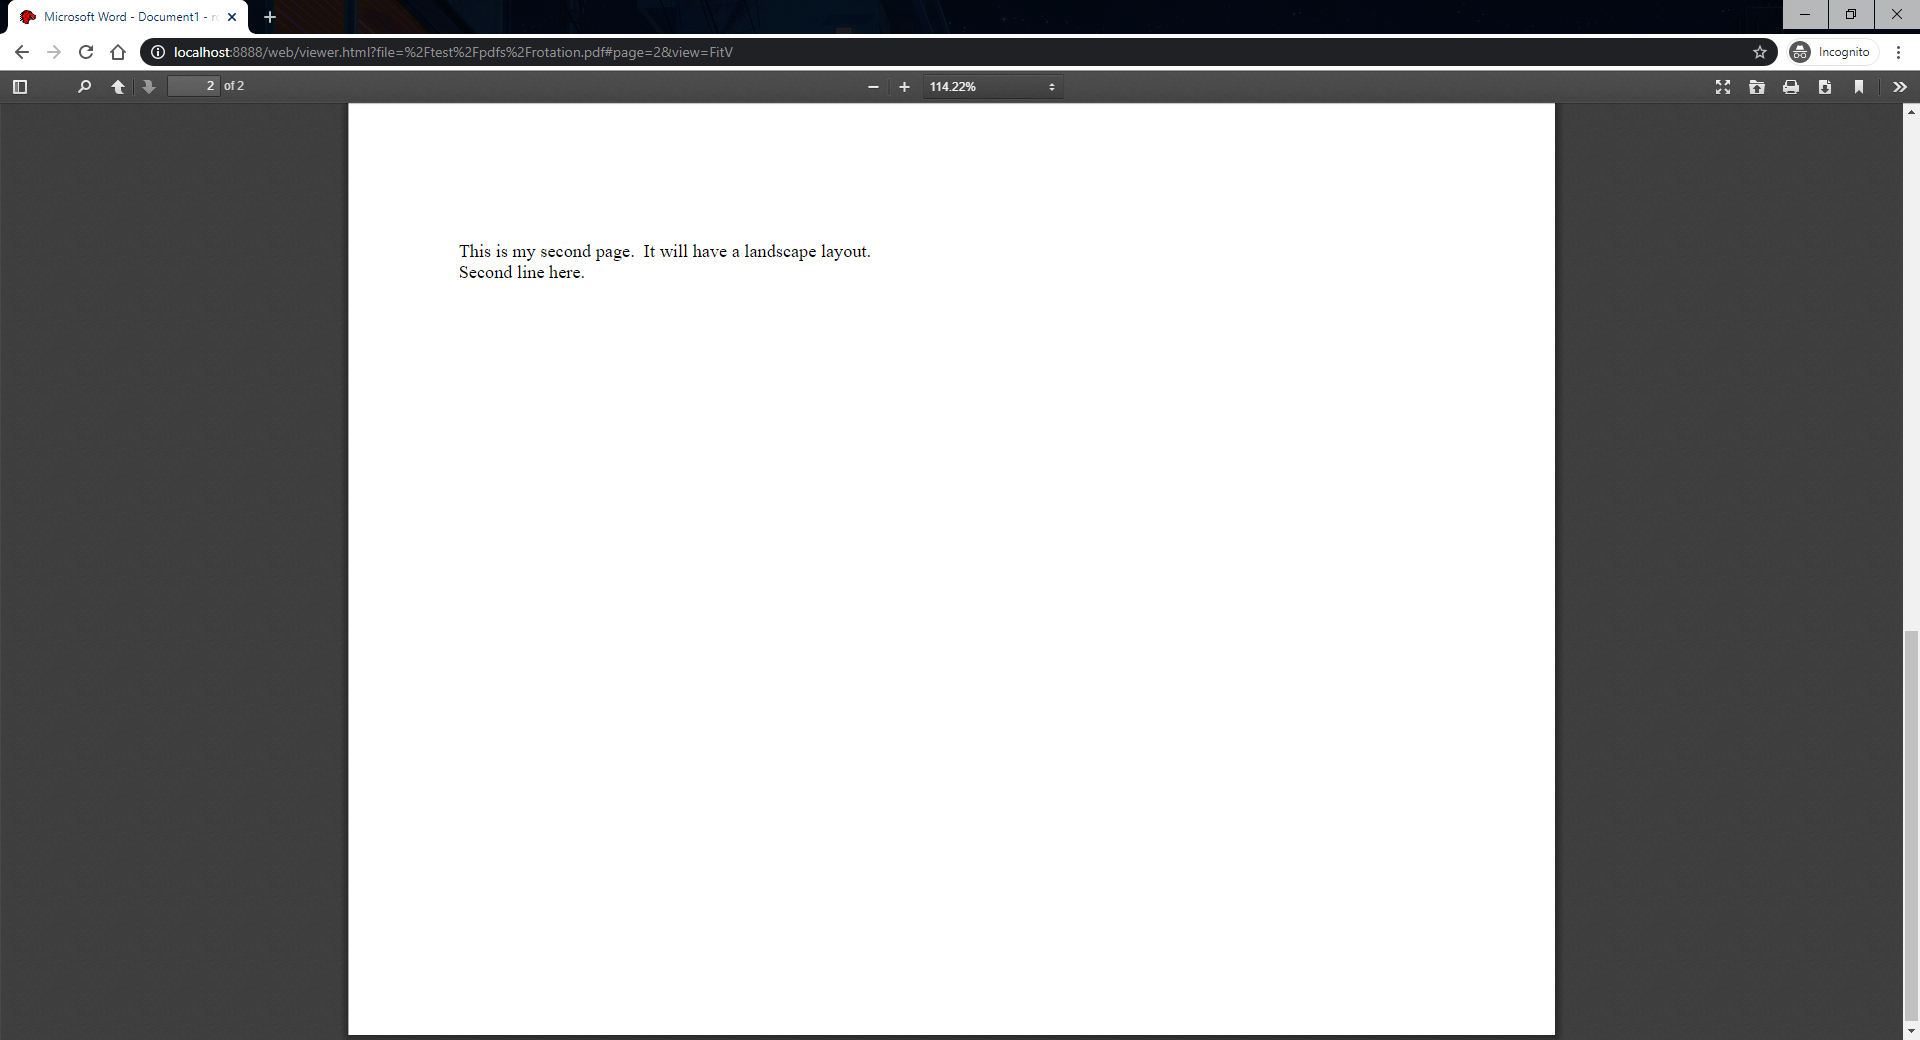 Microsoft Word - Document1 - r
localhost:8888/web/viewer.html?file=%2Ftest%2Fpdfs%2Frotation.pdf#page=2&view=FitV
Incognito
2 of 2
114.22%
This is my second page.  It will have a landscape layout.
Second line here.